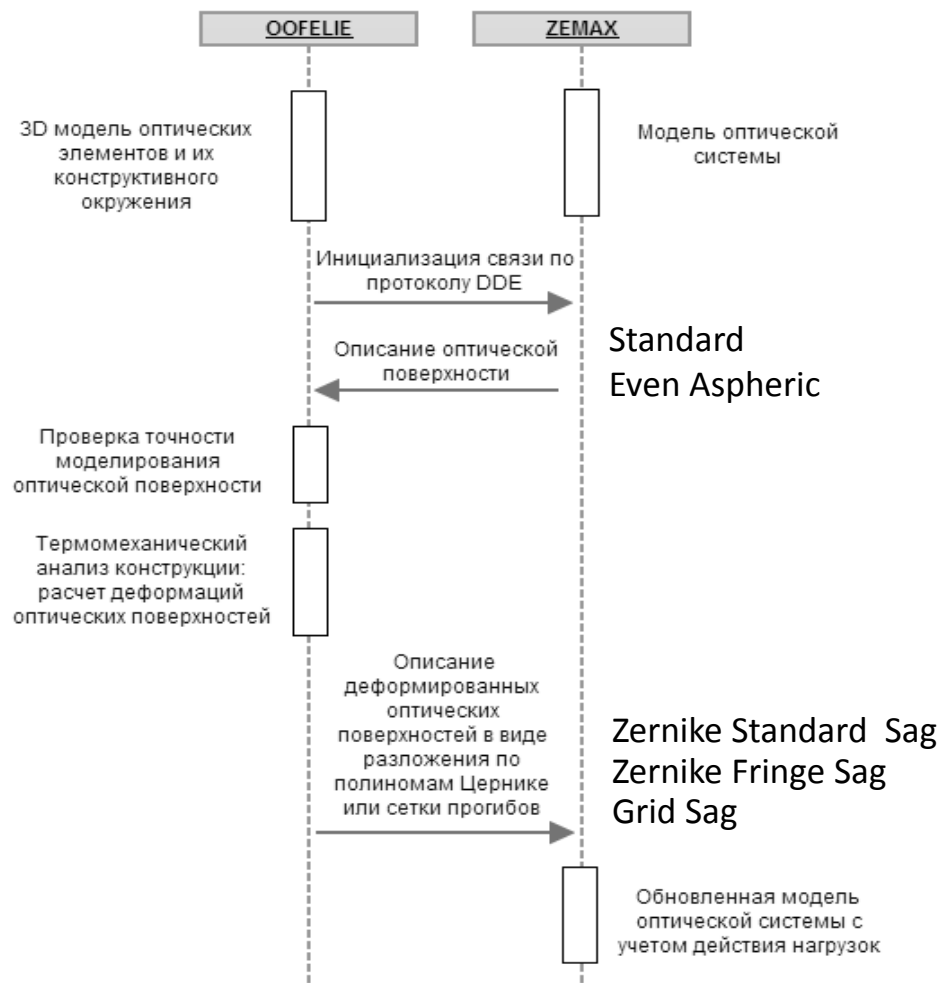 OOFELIE
ZEMAX
3D модель оптических
элементов и их
конструктивного
окружения
Модель оптической
системы
Инициализация связи по
протоколу DDE
Описание оптической
поверхности
Standard
Even Aspheric
Проверка точности
моделирования
оптической поверхности
Термомеханический
анализ конструкции:
расчет деформаций
оптических поверхностей
Описание
деформированных
оптических
поверхностей в виде
разложения по
полиномам Цернике
или сетки прогибов
Zernike Standard  Sag
Zernike Fringe Sag
Grid Sag
Обновленная модель
оптической системы с
учетом действия нагрузок